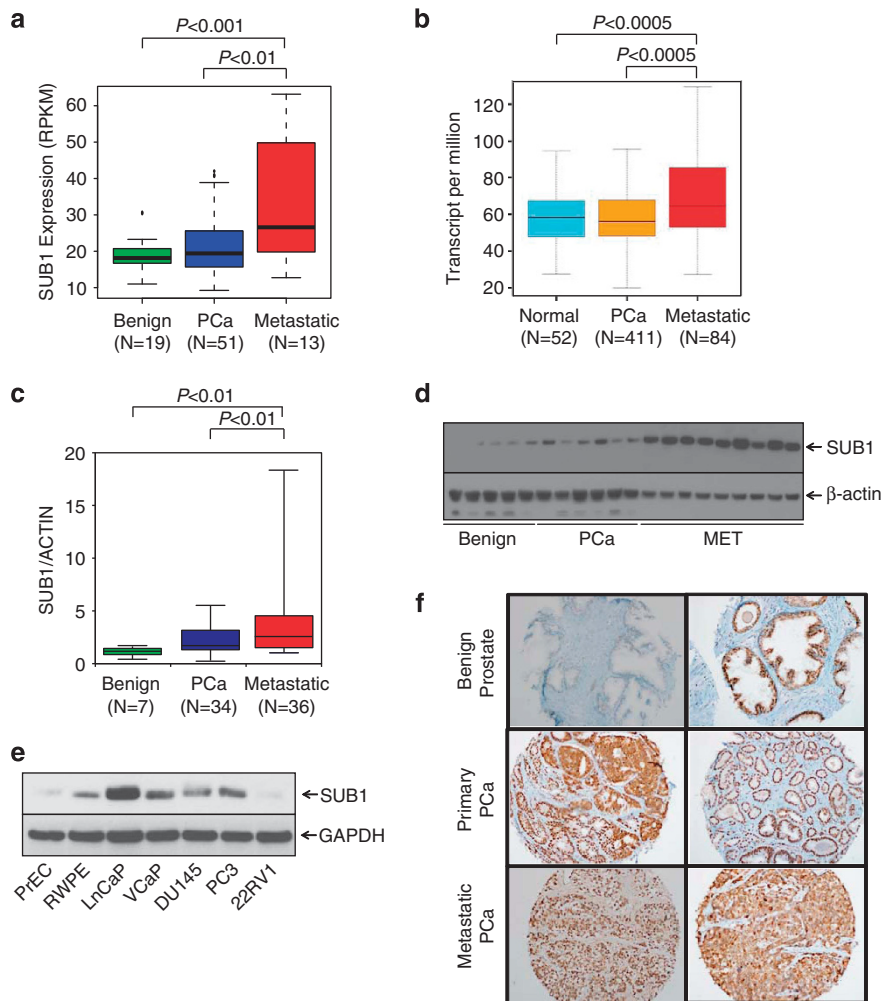 a
P<0.001
P<0.01
SUB1 Expression (RPKM)
60
50
40
30
20
10
Benign
(N=19)
PCa
(N=51)
Metastatic
(N=13)
b
P<0.0005
P<0.0005
Transcript per million
120
100
80
60
40
20
Normal
(N=52)
PCa
(N=411)
Metastatic
(N=84)
c
P<0.01
P<0.01
SUB1/ACTIN
20
15
10
5
0
Benign
(N=7)
PCa
(N=34)
Metastatic
(N=36)
d
SUB1
β-actin
Benign
PCa
MET
e
SUB1
GAPDH
PrEC
RWPE
LnCaP
VCaP
DU145
PC3
22RV1
f
Benign
Prostate
Primary
PCa
Metastatic
PCa